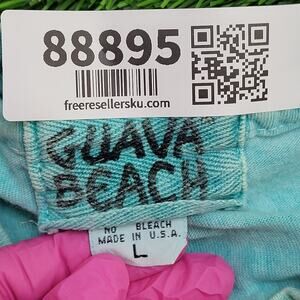 88895
freeresellersku.com
GUAVA
BEACH
NO BLEACH
MADE IN U.S.A.
L